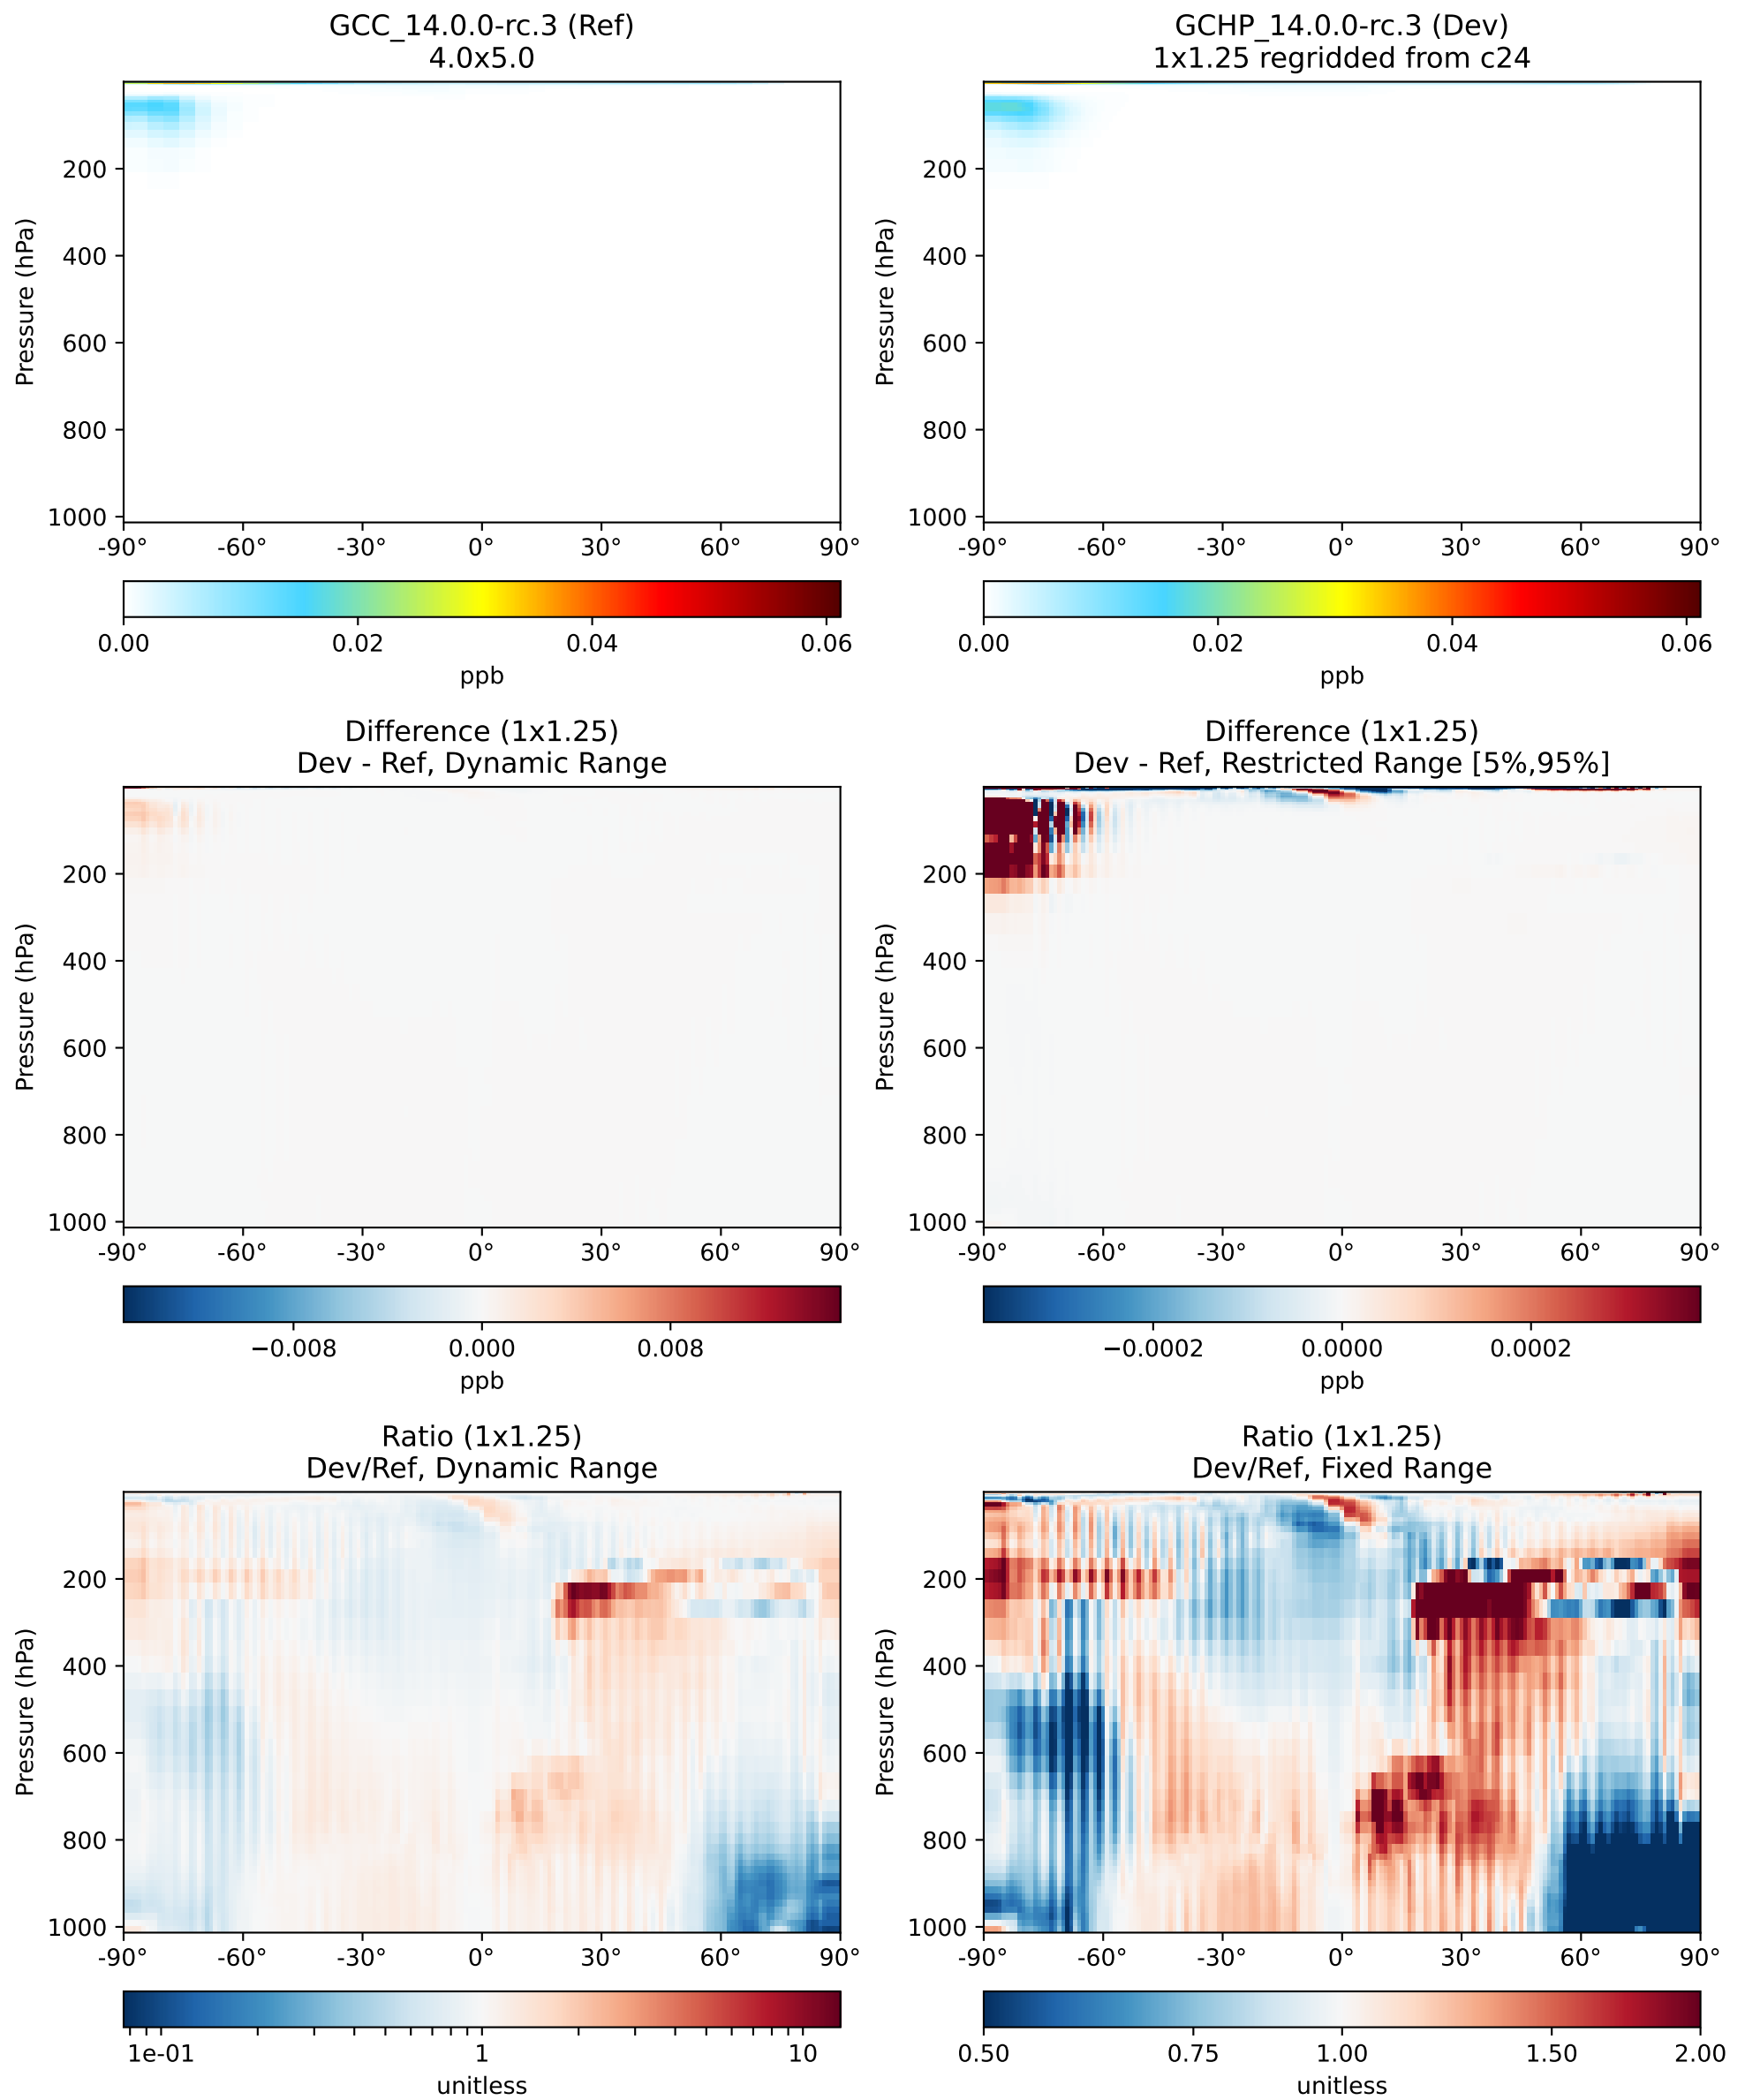 GCC_14.0.0-rc.3 (Ref)
4.0x5.0
Pressure (hPa)
200
400
600
800
1000
-90° -60° -30° 0° 30° 60° 90°
0.00 0.02 0.04 0.06
ppb
GCHP_14.0.0-rc.3 (Dev)
1x1.25 regridded from c24
Pressure (hPa)
200
400
600
800
1000
-90° -60° -30° 0° 30° 60° 90°
0.00 0.02 0.04 0.06
ppb
Difference (1x1.25)
Dev - Ref, Dynamic Range
Pressure (hPa)
200
400
600
800
1000
-90° -60° -30° 0° 30° 60° 90°
−0.008 0.000 0.008
ppb
Difference (1x1.25)
Dev - Ref, Restricted Range [5%,95%]
Pressure (hPa)
200
400
600
800
1000
-90° -60° -30° 0° 30° 60° 90°
−0.0002 0.0000 0.0002
ppb
Ratio (1x1.25)
Dev/Ref, Dynamic Range
Pressure (hPa)
200
400
600
800
1000
-90° -60° -30° 0° 30° 60° 90°
1e-01 1 10
unitless
Ratio (1x1.25)
Dev/Ref, Fixed Range
Pressure (hPa)
200
400
600
800
1000
-90° -60° -30° 0° 30° 60° 90°
0.50 0.75 1.00 1.50 2.00
unitless